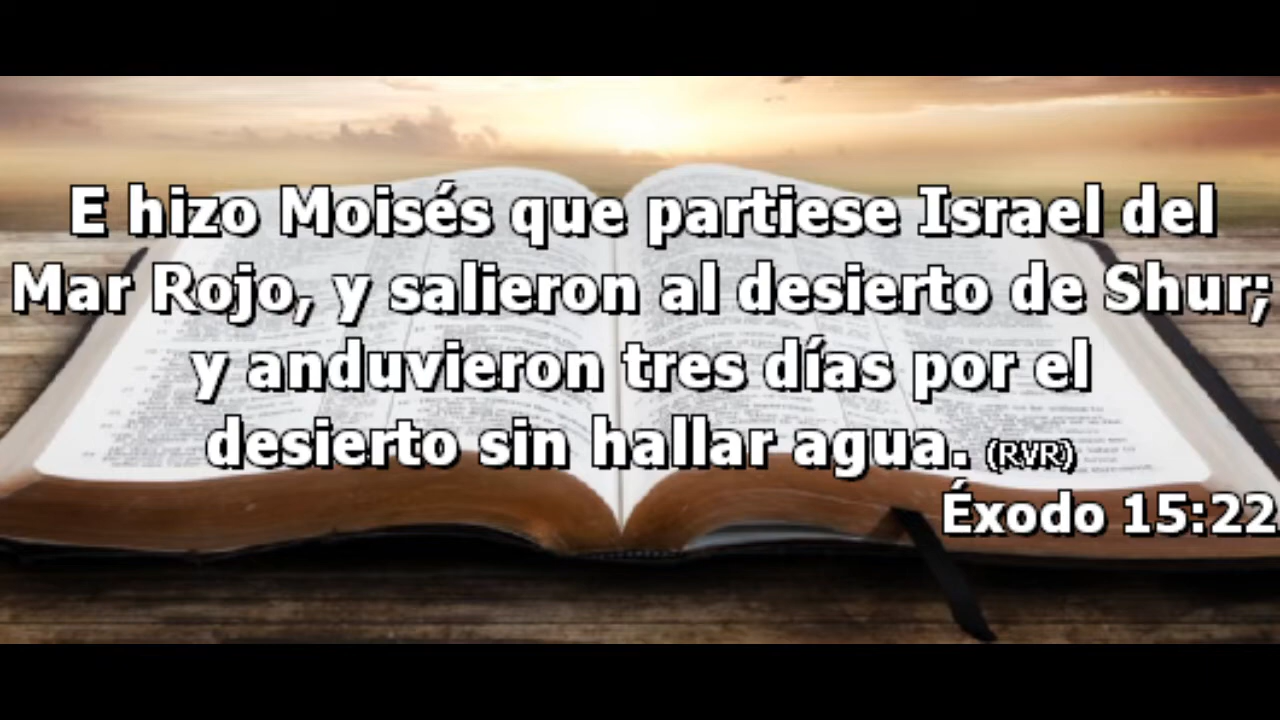 E hizo Moisés que partiese Israel del
Mar Rojo, y salieron al desierto de Shur;
y anduvieron tres días por el
desierto sin hallar agua. (RVR)
Éxodo 15:22